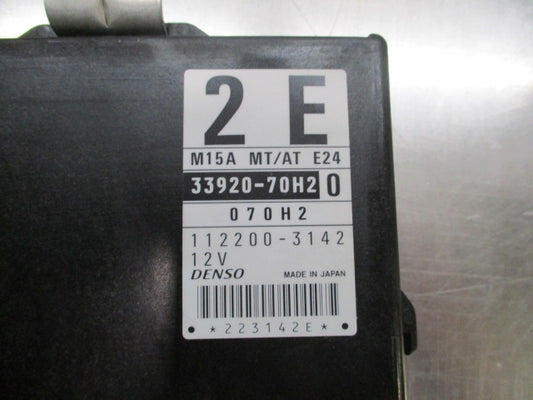 2 E
M15A MT/AT E24
33920-70H2 0
070H2
112200-3142
12V
DENSO MADE IN JAPAN
*223142E*